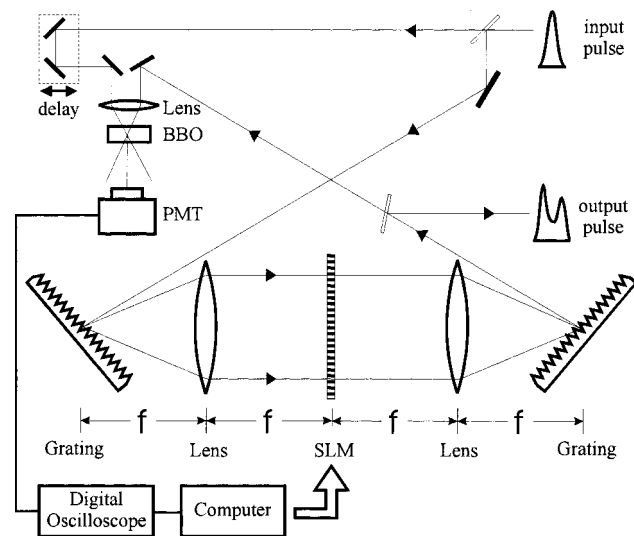 input
pulse
delay
Lens
BBO
PMT
output
pulse
f f f f
Grating Lens SLM Lens Grating
Digital
Oscilloscope
Computer